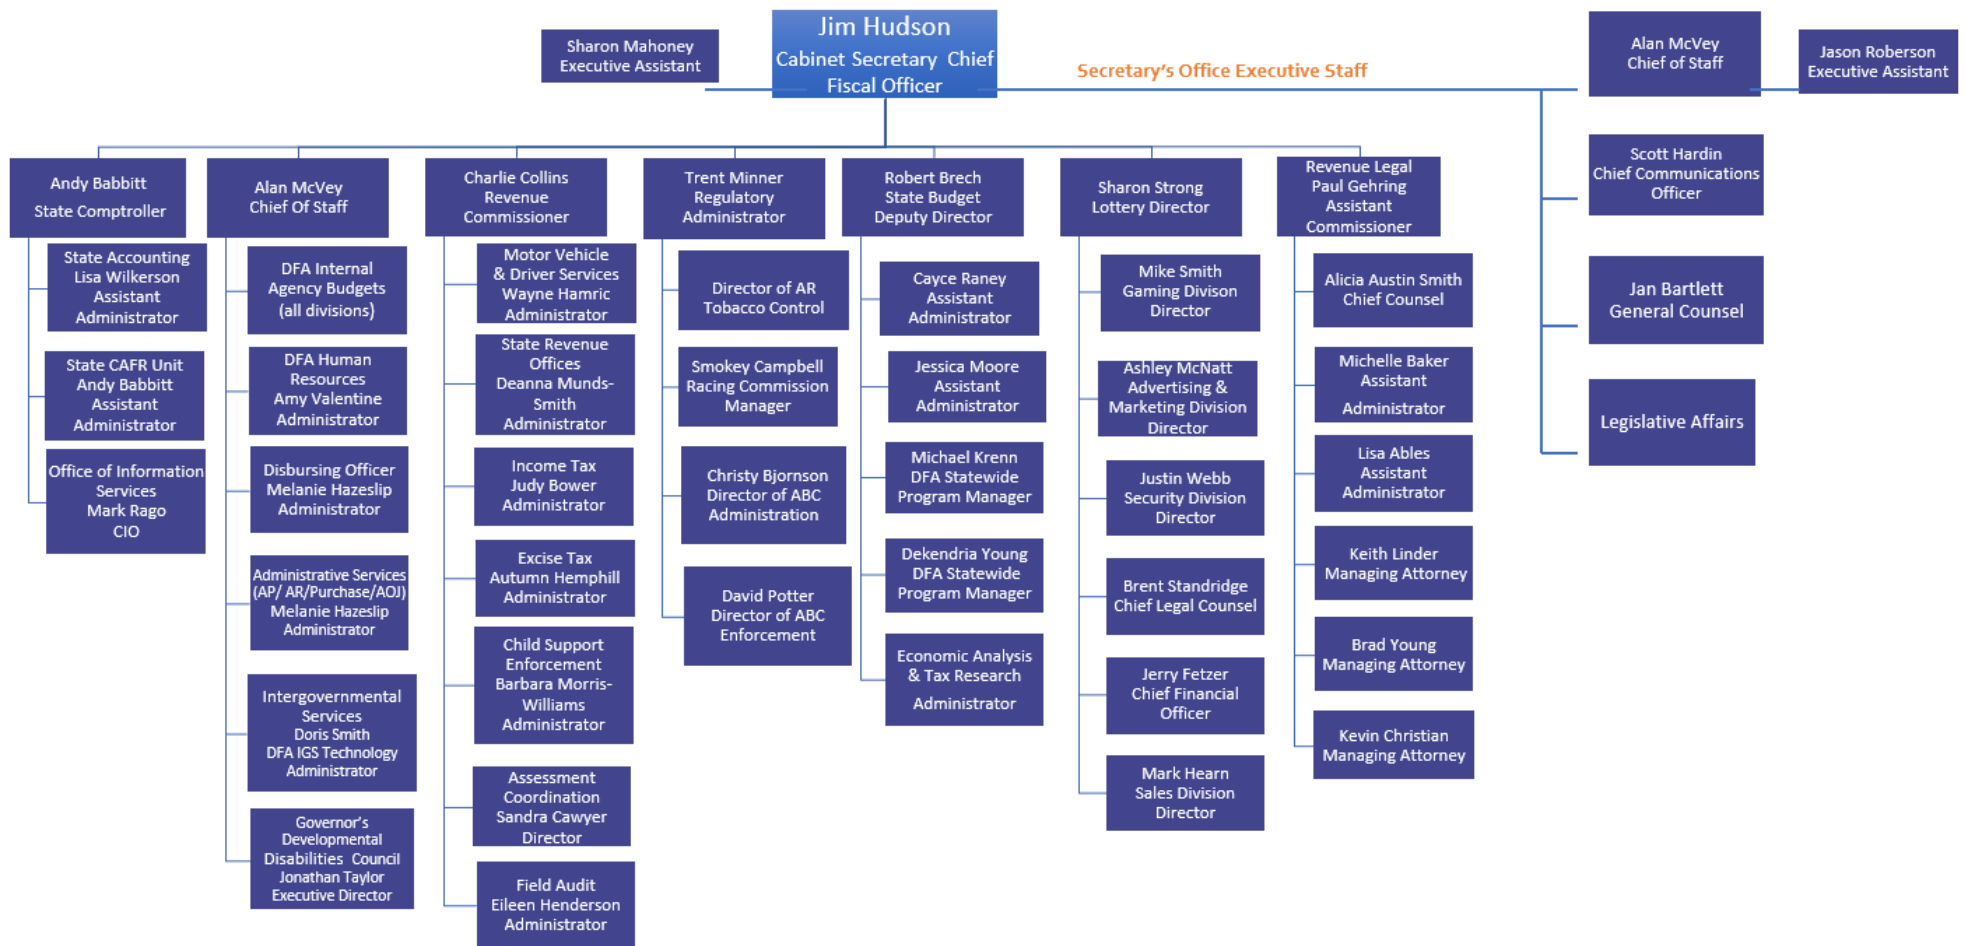 Jim Hudson
Cabinet Secretary Chief
Fiscal Officer
Sharon Mahoney
Executive Assistant
Secretary's Office Executive Staff
Alan McVey
Chief of Staff
Jason Roberson
Executive Assistant
Scott Hardin
Chief Communications
Officer
Jan Bartlett
General Counsel
Legislative Affairs
Andy Babbitt
State Comptroller
State Accounting
Lisa Wilkerson
Assistant
Administrator
State CAFR Unit
Andy Babbitt
Assistant
Administrator
Office of Information
Services
Mark Rago
CIO
Alan McVey
Chief Of Staff
DFA Internal
Agency Budgets
(all divisions)
DFA Human
Resources
Amy Valentine
Administrator
Disbursing Officer
Melanie Hazeslip
Administrator
Administrative Services
(AP/ AR/Purchase/AOJ)
Melanie Hazeslip
Administrator
Intergovernmental
Services
Doris Smith
DFA IGS Technology
Administrator
Governor's
Developmental
Disabilities Council
Jonathan Taylor
Executive Director
Charlie Collins
Revenue
Commissioner
Motor Vehicle
& Driver Services
Wayne Hamric
Administrator
State Revenue
Offices
Deanna Munds-
Smith
Administrator
Income Tax
Judy Bower
Administrator
Excise Tax
Autumn Hemphill
Administrator
Child Support
Enforcement
Barbara Morris-
Williams
Administrator
Assessment
Coordination
Sandra Cawyer
Director
Field Audit
Eileen Henderson
Administrator
Trent Minner
Regulatory
Administrator
Director of AR
Tobacco Control
Smokey Campbell
Racing Commission
Manager
Christy Bjornson
Director of ABC
Administration
David Potter
Director of ABC
Enforcement
Robert Brech
State Budget
Deputy Director
Cayce Raney
Assistant
Administrator
Jessica Moore
Assistant
Administrator
Michael Krenn
DFA Statewide
Program Manager
Dekendria Young
DFA Statewide
Program Manager
Economic Analysis
& Tax Research
Administrator
Sharon Strong
Lottery Director
Mike Smith
Gaming Divison
Director
Ashley McNatt
Advertising &
Marketing Division
Director
Justin Webb
Security Division
Director
Brent Standridge
Chief Legal Counsel
Jerry Fetzer
Chief Financial
Officer
Mark Hearn
Sales Division
Director
Revenue Legal
Paul Gehring
Assistant
Commissioner
Alicia Austin Smith
Chief Counsel
Michelle Baker
Assistant
Administrator
Lisa Ables
Assistant
Administrator
Keith Linder
Managing Attorney
Brad Young
Managing Attorney
Kevin Christian
Managing Attorney